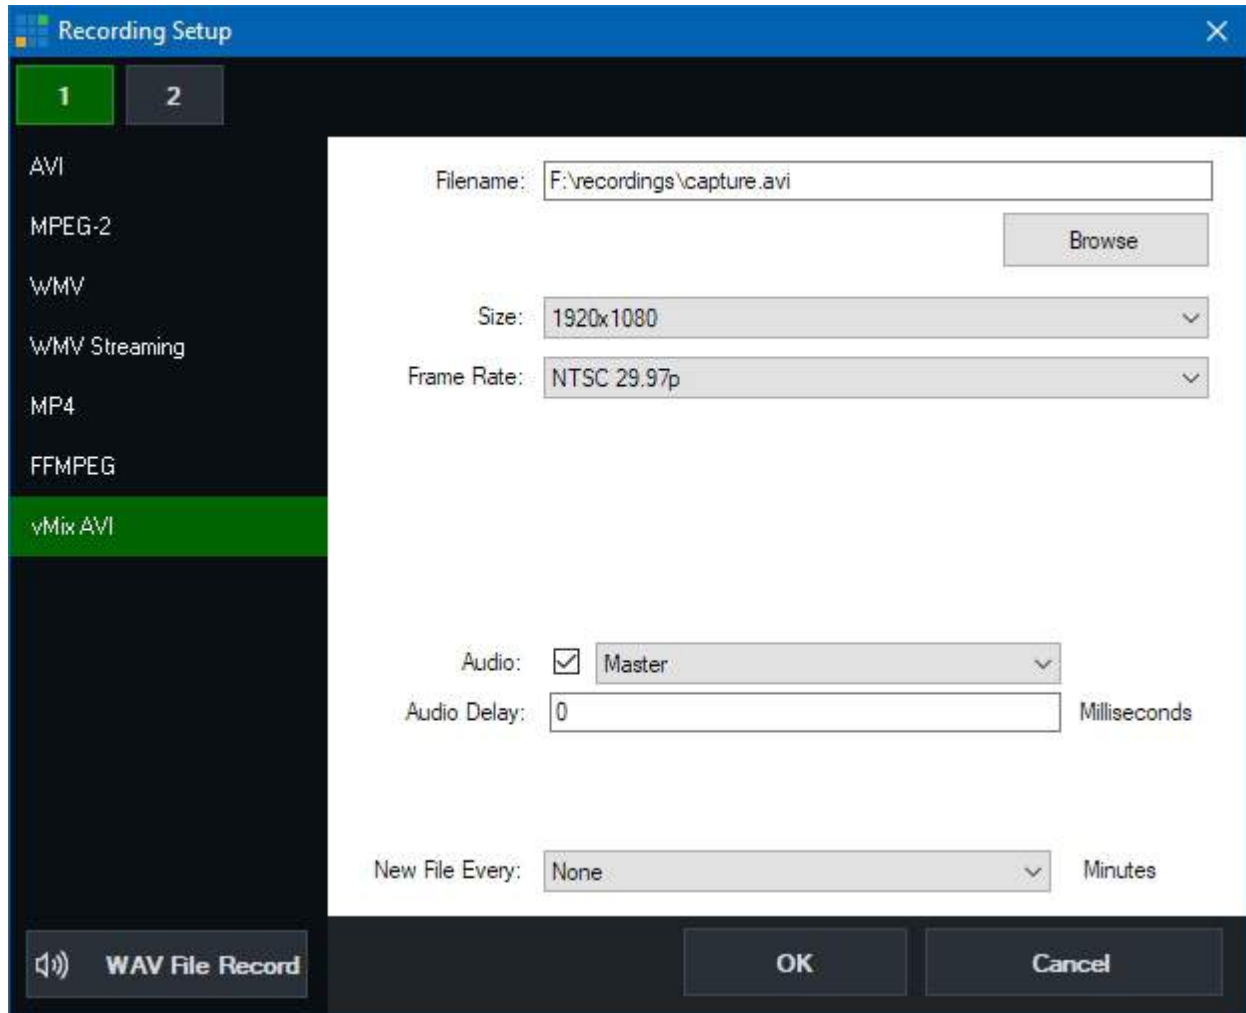 Recording Setup
1 2
AVI
MPEG-2
WMV
WMV Streaming
MP4
FFMPEG
vMix AVI
WAV File Record
Filename: F:\recordings\capture.avi
Browse
Size: 1920x1080
Frame Rate: NTSC 29.97p
Audio: Master
Audio Delay: 0 Milliseconds
New File Every: None Minutes
OK Cancel